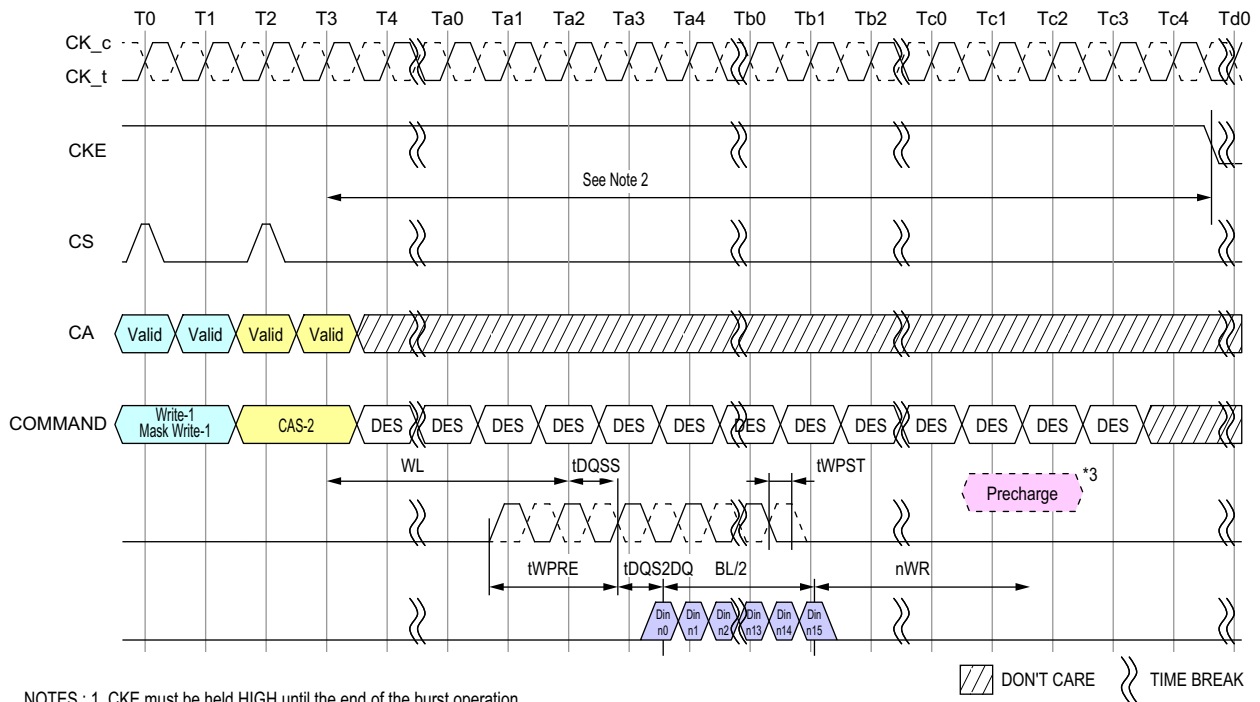 T0 T1 T2 T3 T4 Ta0 Ta1 Ta2 Ta3 Ta4 Tb0 Tb1 Tb2 Tc0 Tc1 Tc2 Tc3 Tc4 Td0
CK_c
CK_t
CKE
See Note 2
CS
CA Valid Valid Valid Valid
COMMAND Write-1 Mask Write-1 CAS-2 DES DES DES DES DES DES DES DES DES DES DES DES DES
WL tDQSS tWPST
Precharge *3
tWPRE tDQS2DQ BL/2 nWR
Din n0 Din n1 Din n2 Din n13 Din n14 Din n15
DON'T CARE TIME BREAK
NOTES : 1. CKE must be held HIGH until the end of the burst operation.